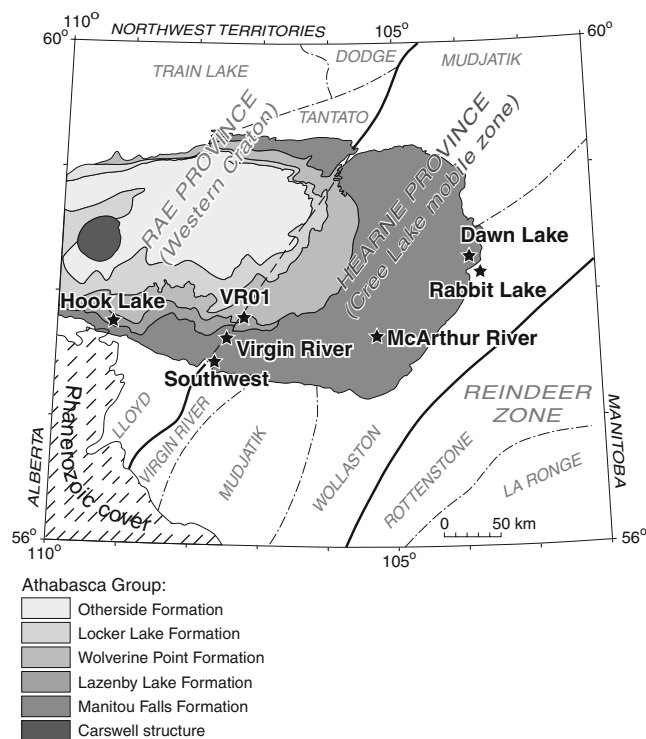 110°
NORTHWEST TERRITORIES
105°
60°
60°
DODGE
MUDJATIK
TRAIN LAKE
TANTATO
RAE PROVINCE
(Western Craton)
HEARNE PROVINCE
(Cree Lake mobile zone)
Dawn Lake
Rabbit Lake
Hook Lake
VR01
Virgin River
McArthur River
Southwest
REINDEER
ZONE
LLOYD
VIRGIN RIVER
MUDJATIK
WOLLASTON
ROTTENSTONE
LA RONGE
ALBERTA
MANITOBA
Phanerozoic cover
0 50 km
56°
56°
110°
105°
Athabasca Group:
Otherside Formation
Locker Lake Formation
Wolverine Point Formation
Lazenby Lake Formation
Manitou Falls Formation
Carswell structure